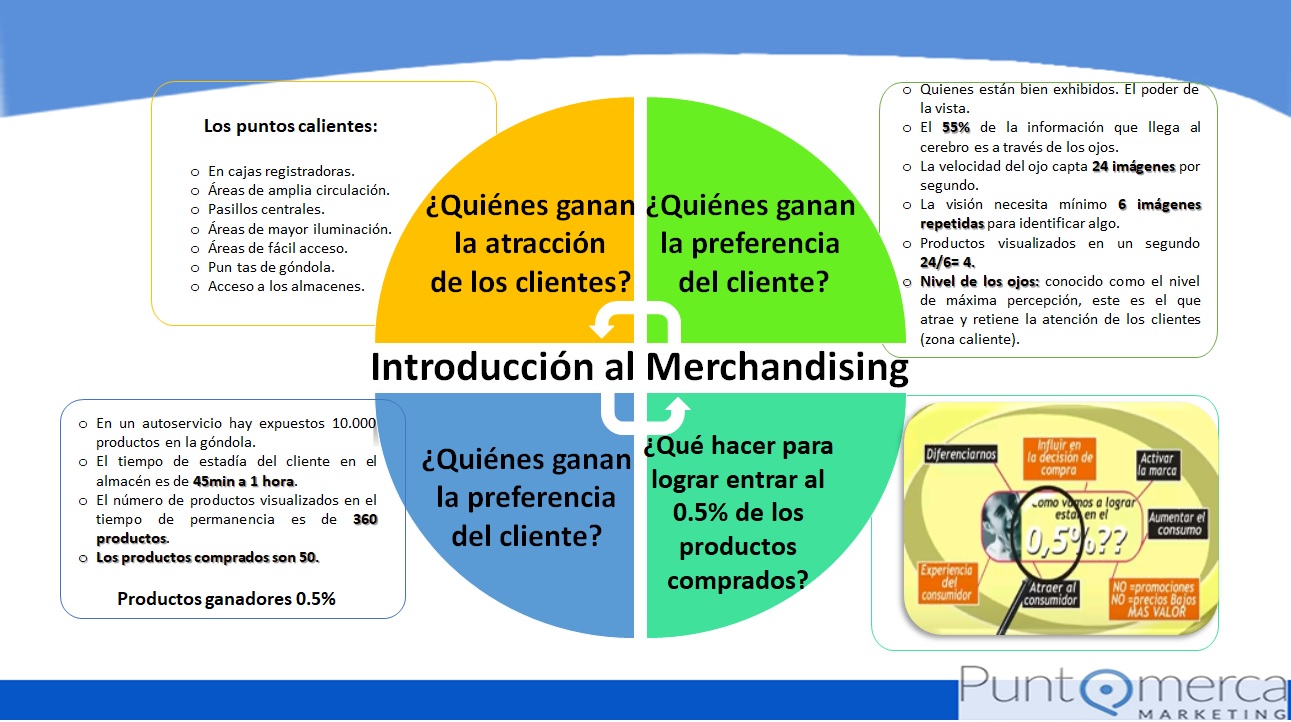 Los puntos calientes:
o En cajas registradoras.
o Áreas de amplia circulación.
o Pasillos centrales.
o Áreas de mayor iluminación.
o Áreas de fácil acceso.
o Pun tas de góndola.
o Acceso a los almacenes.
¿Quiénes ganan
la atracción
de los clientes?
¿Quiénes ganan
la preferencia
del cliente?
o Quienes están bien exhibidos. El poder de
la vista.
o El 55% de la información que llega al
cerebro es a través de los ojos.
o La velocidad del ojo capta 24 imágenes por
segundo.
o La visión necesita mínimo 6 imágenes
repetidas para identificar algo.
o Productos visualizados en un segundo
24/6= 4.
o Nivel de los ojos: conocido como el nivel
de máxima percepción, este es el que
atrae y retiene la atención de los clientes
(zona caliente).
Introducción al Merchandising
o En un autoservicio hay expuestos 10.000
productos en la góndola.
o El tiempo de estadía del cliente en el
almacén es de 45min a 1 hora.
o El número de productos visualizados en el
tiempo de permanencia es de 360
productos.
o Los productos comprados son 50.
Productos ganadores 0.5%
¿Quiénes ganan
la preferencia
del cliente?
¿Qué hacer para
lograr entrar al
0.5% de los
productos
comprados?
Diferenciarnos
Influir en
la decisión de
compra
Activar
la marca
Como vamos a lograr
estar en el
0,5%??
Aumentar el
consumo
Experiencia
del
consumidor
Atraer al
consumidor
NO =promociones
NO =precios Bajos
MAS VALOR
Puntomerca
MARKETING